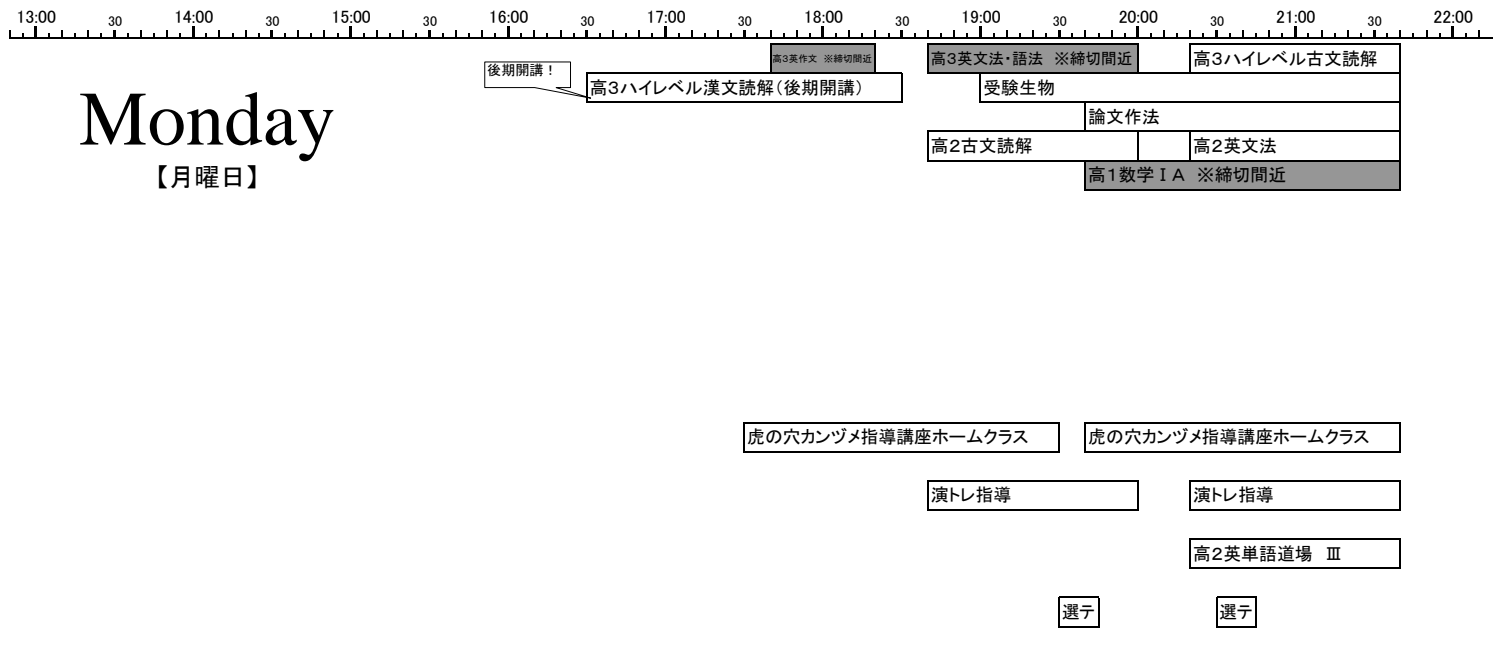 13:00 30 14:00 30 15:00 30 16:00 30 17:00 30 18:00 30 19:00 30 20:00 30 21:00 30 22:00
高3英作文 ※締切間近
高3英文法・語法 ※締切間近
高3ハイレベル古文読解
後期開講！
高3ハイレベル漢文読解(後期開講)
受験生物
Monday
論文作法
高2古文読解
高2英文法
【月曜日】
高1数学ⅠA ※締切間近
虎の穴カンヅメ指導講座ホームクラス
虎の穴カンヅメ指導講座ホームクラス
演トレ指導
演トレ指導
高2英単語道場 Ⅲ
選テ
選テ